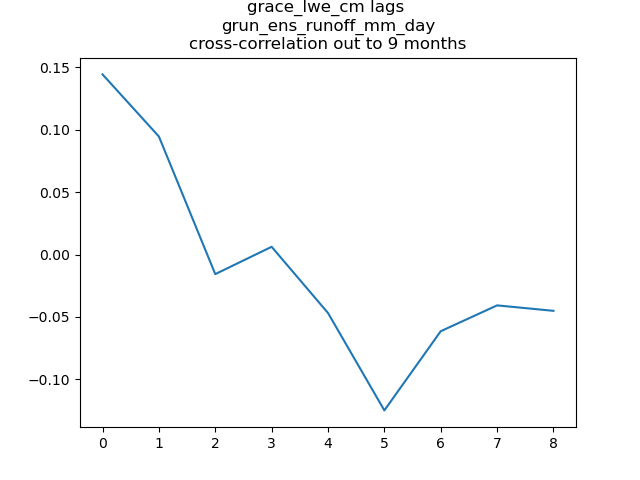 grace_lwe_cm lags
grun_ens_runoff_mm_day
cross-correlation out to 9 months
0.15
0.10
0.05
0.00
−0.05
−0.10
0 1 2 3 4 5 6 7 8